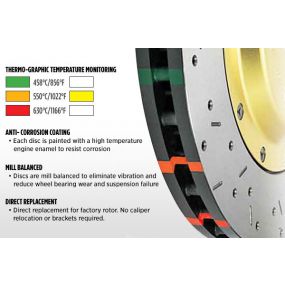 THERMO-GRAPHIC TEMPERATURE MONITORING
458°C/856°F
550°C/1022°F
630°C/1166°F
ANTI- CORROSION COATING
• Each disc is painted with a high temperature
engine enamel to resist corrosion
MILL BALANCED
• Discs are mill balanced to eliminate vibration and
reduce wheel bearing wear and suspension failure
DIRECT REPLACEMENT
• Direct replacement for factory rotor. No caliper
relocation or brackets required.